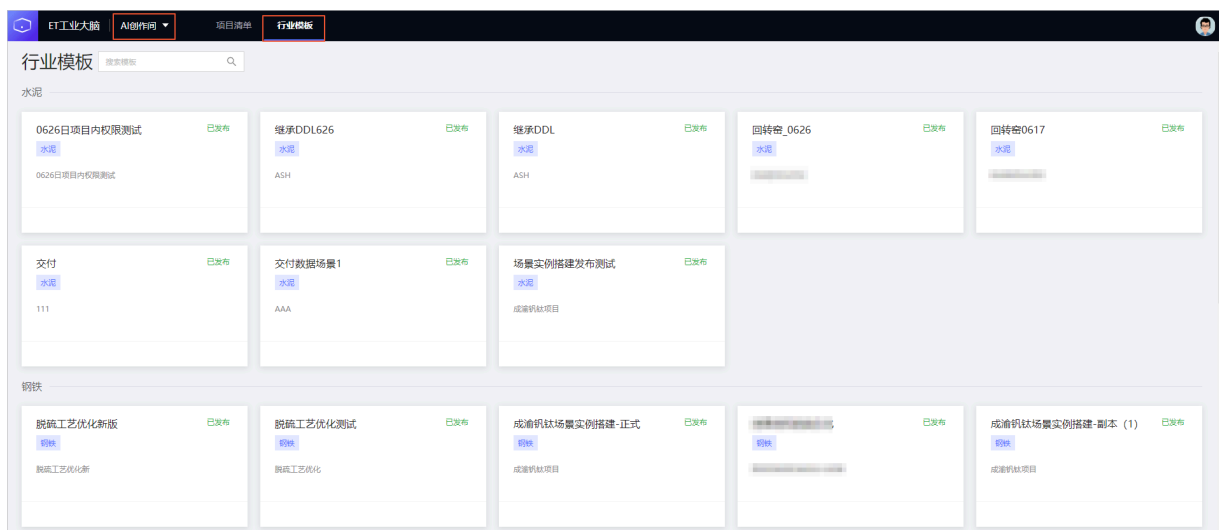 ET工业大脑 AI创作间 项目清单 行业模板
行业模板 搜索模板
水泥
0626日项目内权限测试 已发布 继承DDL626 已发布 继承DDL 已发布 回转窑_0626 已发布 回转窑0617 已发布
水泥 水泥 水泥 水泥 水泥
0626日项目内权限测试 ASH ASH
交付 已发布 交付数据场景1 已发布 场景实例搭建发布测试 已发布
水泥 水泥 水泥
111 AAA 成渝钒钛项目
钢铁
脱硫工艺优化新版 已发布 脱硫工艺优化测试 已发布 成渝钒钛场景实例搭建-正式 已发布 已发布 成渝钒钛场景实例搭建-副本（1） 已发布
钢铁 钢铁 钢铁 钢铁 钢铁
脱硫工艺优化新 脱硫工艺优化 成渝钒钛项目 成渝钒钛项目